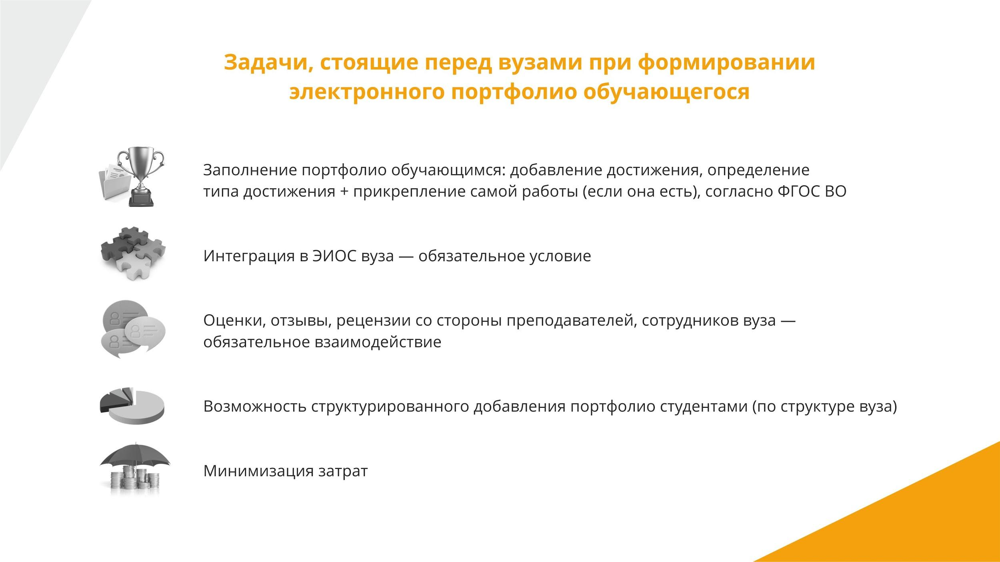 Задачи, стоящие перед вузами при формировании
электронного портфолио обучающегося
Заполнение портфолио обучающимся: добавление достижения, определение
типа достижения + прикрепление самой работы (если она есть), согласно ФГОС ВО
Интеграция в ЭИОС вуза — обязательное условие
Оценки, отзывы, рецензии со стороны преподавателей, сотрудников вуза —
обязательное взаимодействие
Возможность структурированного добавления портфолио студентами (по структуре вуза)
Минимизация затрат